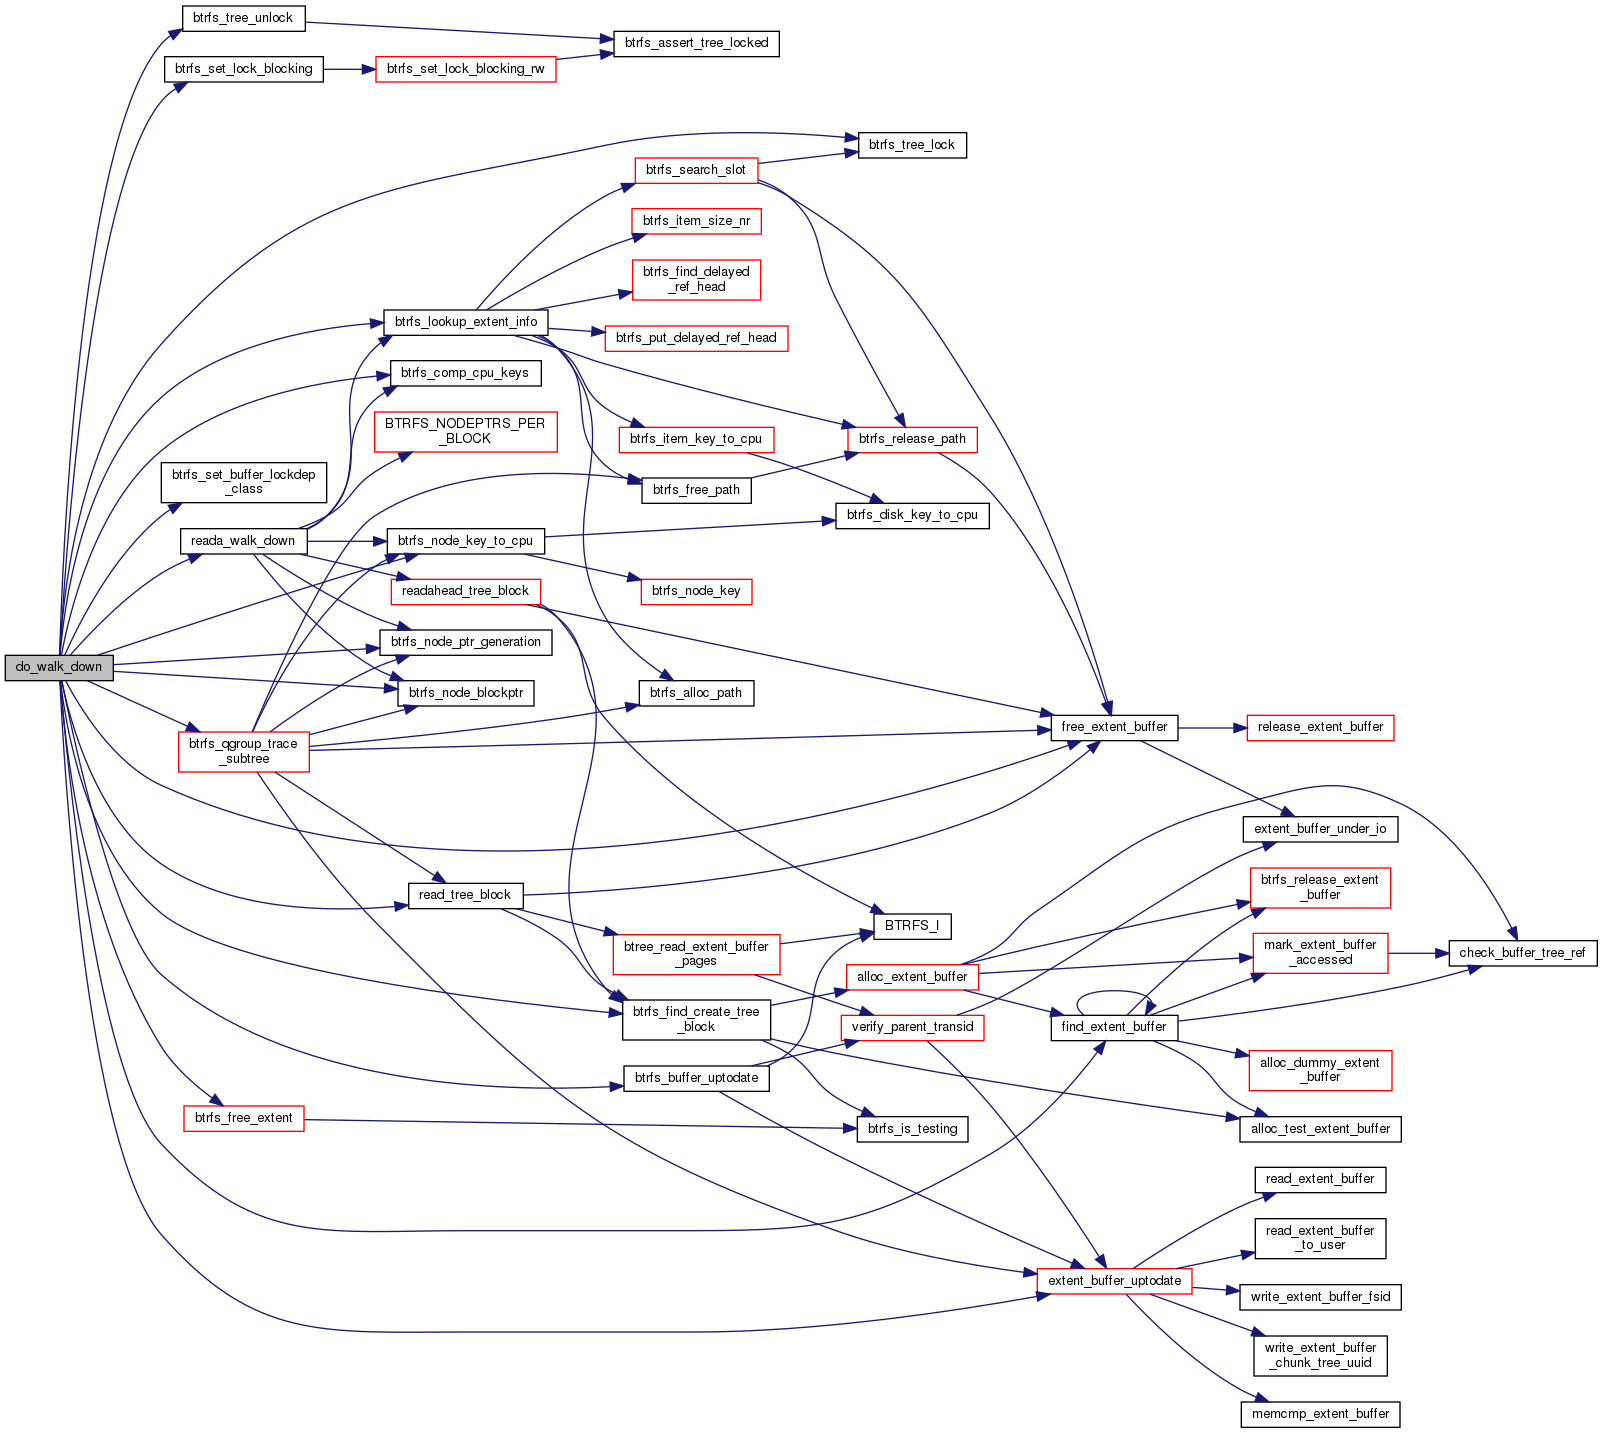 btrfs_tree_unlock
btrfs_assert_tree_locked
btrfs_set_lock_blocking
btrfs_set_lock_blocking_rw
btrfs_tree_lock
btrfs_search_slot
btrfs_item_size_nr
btrfs_find_delayed
_ref_head
btrfs_lookup_extent_info
btrfs_put_delayed_ref_head
btrfs_comp_cpu_keys
BTRFS_NODEPTRS_PER
_BLOCK
btrfs_item_key_to_cpu
btrfs_release_path
btrfs_set_buffer_lockdep
_class
btrfs_free_path
btrfs_disk_key_to_cpu
reada_walk_down
btrfs_node_key_to_cpu
readahead_tree_block
btrfs_node_key
btrfs_node_ptr_generation
do_walk_down
btrfs_node_blockptr
btrfs_alloc_path
free_extent_buffer
release_extent_buffer
btrfs_qgroup_trace
_subtree
extent_buffer_under_io
read_tree_block
btrfs_release_extent
_buffer
BTRFS_I
btree_read_extent_buffer
_pages
mark_extent_buffer
_accessed
check_buffer_tree_ref
alloc_extent_buffer
btrfs_find_create_tree
_block
verify_parent_transid
find_extent_buffer
alloc_dummy_extent
_buffer
btrfs_buffer_uptodate
btrfs_free_extent
btrfs_is_testing
alloc_test_extent_buffer
read_extent_buffer
read_extent_buffer
_to_user
extent_buffer_uptodate
write_extent_buffer_fsid
write_extent_buffer
_chunk_tree_uuid
memcmp_extent_buffer